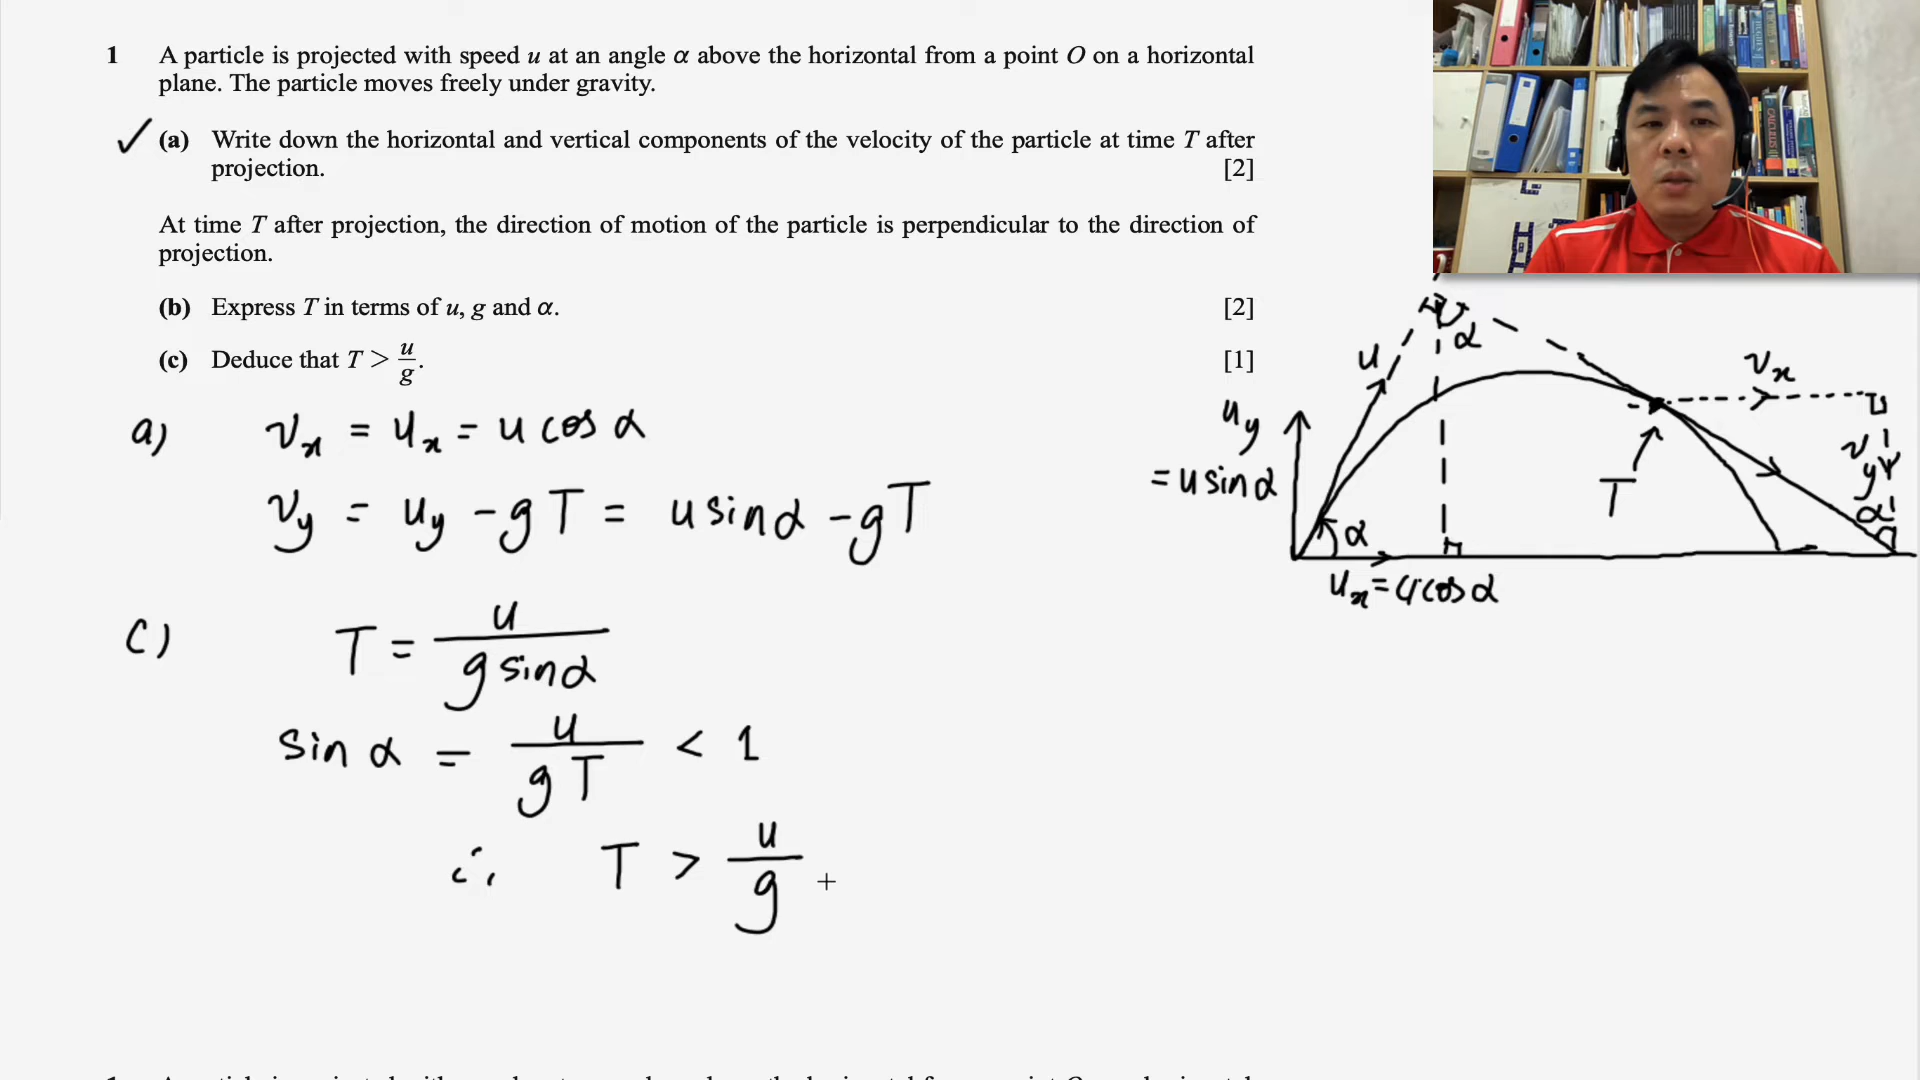 1 A particle is projected with speed u at an angle α above the horizontal from a point O on a horizontal
plane. The particle moves freely under gravity.
✓ (a) Write down the horizontal and vertical components of the velocity of the particle at time T after
projection. [2]
At time T after projection, the direction of motion of the particle is perpendicular to the direction of
projection.
(b) Express T in terms of u, g and α. [2]
(c) Deduce that T > u/g. [1]
a) vx = ux = u cos α
vy = uy - gT = u sin α - gT
c) T = u / g sin α
sin α = u / gT < 1
∴ T > u / g
u
α
vx
uy
= u sin α
T
vy
α
α
ux = u cos α
CALCULUS